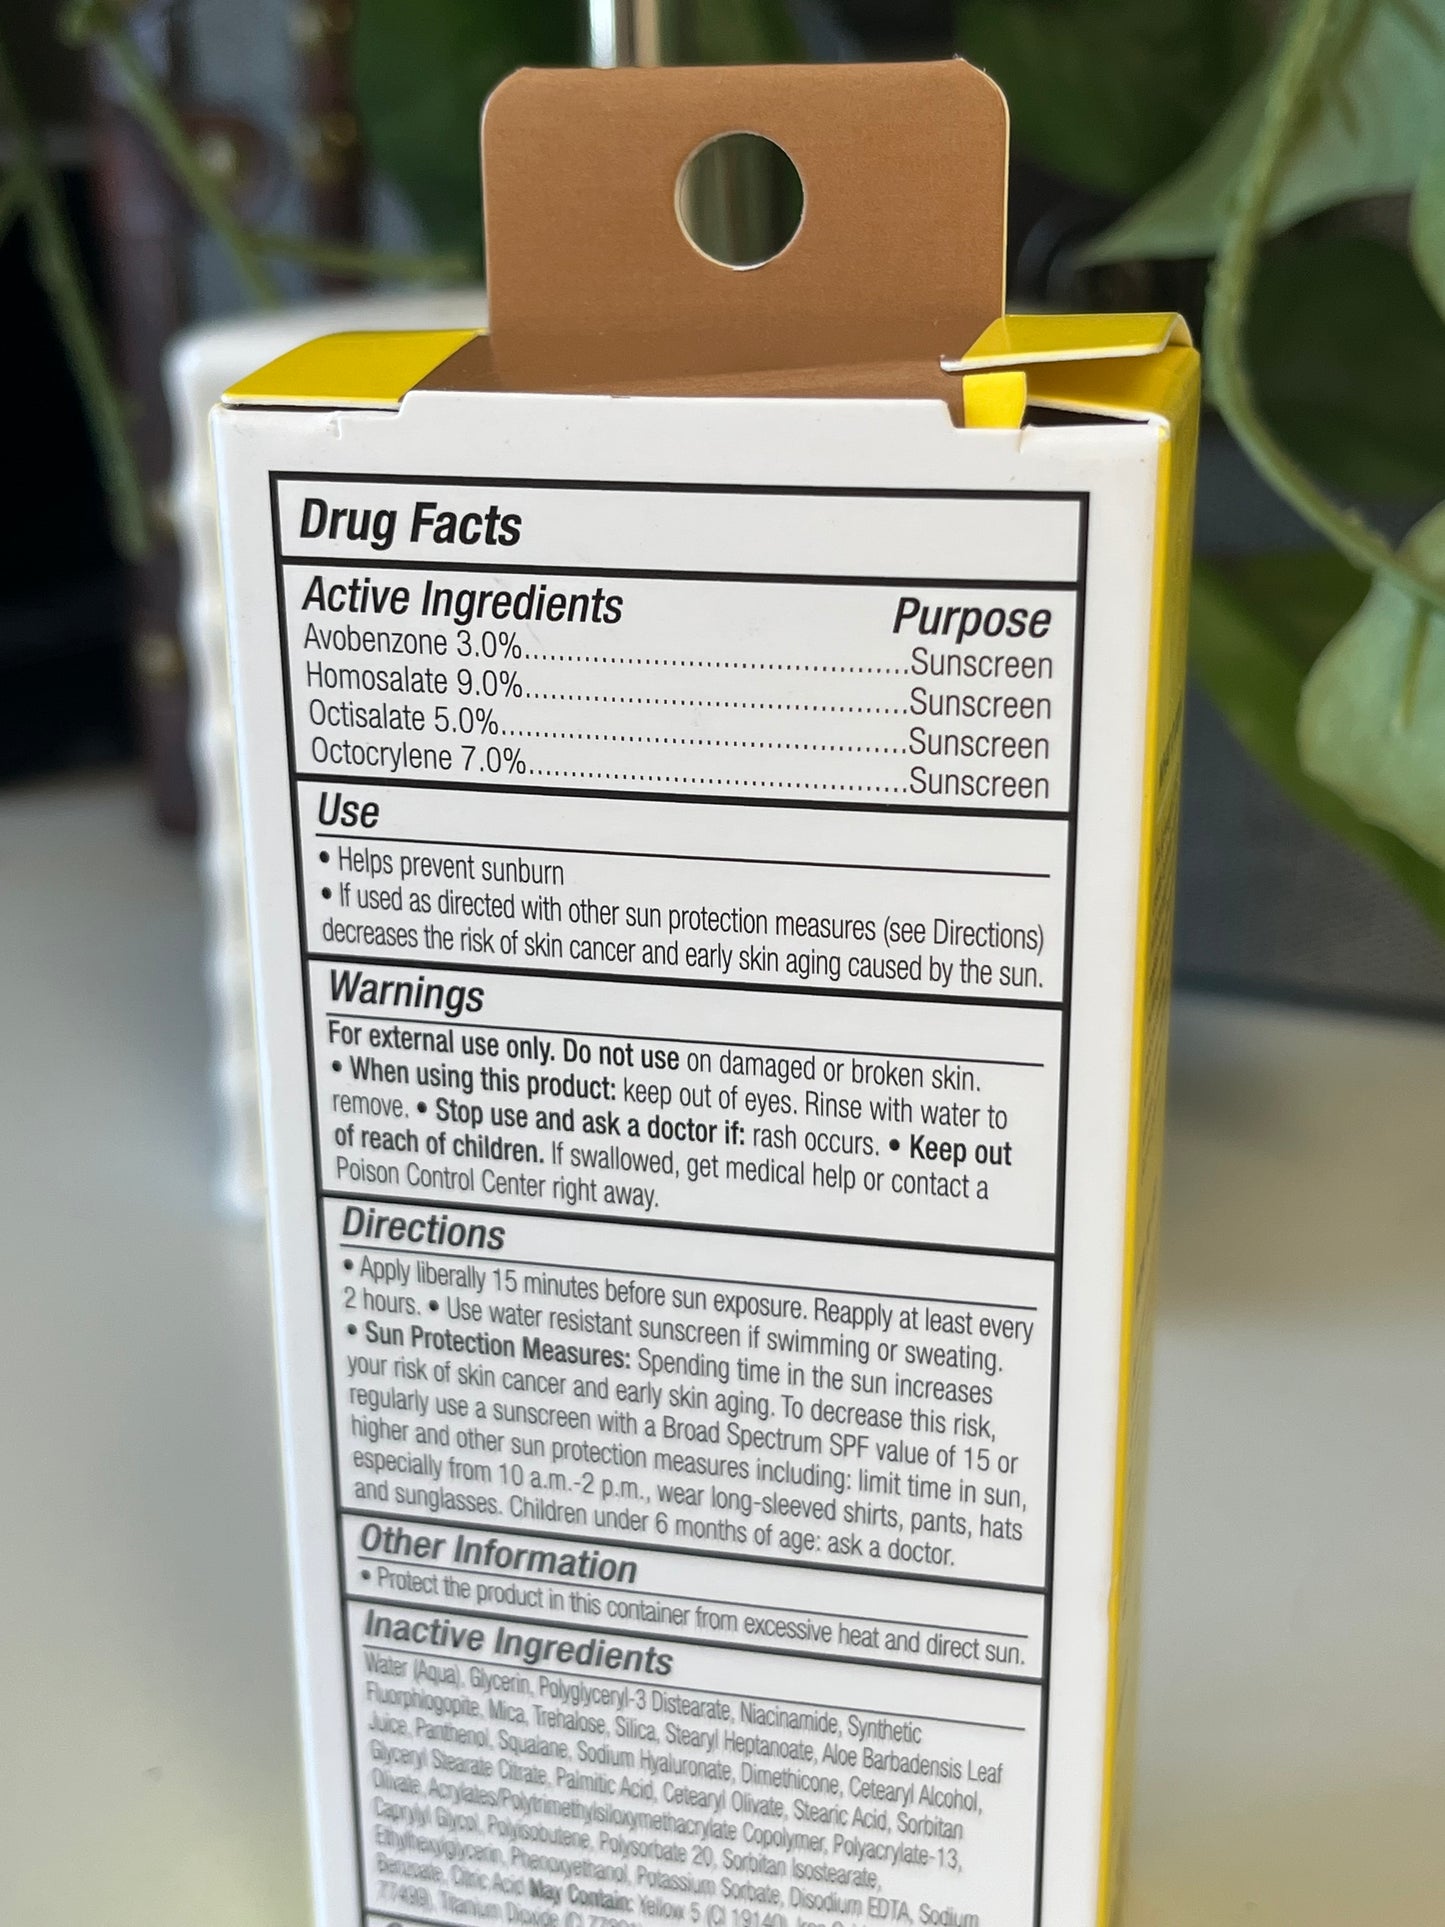 Drug Facts
Active Ingredients Purpose
Avobenzone 3.0%..........................................Sunscreen
Homosalate 9.0%..........................................Sunscreen
Octisalate 5.0%.............................................Sunscreen
Octocrylene 7.0%..........................................Sunscreen
Use
• Helps prevent sunburn
• If used as directed with other sun protection measures (see Directions)
decreases the risk of skin cancer and early skin aging caused by the sun.
Warnings
For external use only. Do not use on damaged or broken skin.
• When using this product: keep out of eyes. Rinse with water to
remove. • Stop use and ask a doctor if: rash occurs. • Keep out
of reach of children. If swallowed, get medical help or contact a
Poison Control Center right away.
Directions
• Apply liberally 15 minutes before sun exposure. Reapply at least every
2 hours. • Use water resistant sunscreen if swimming or sweating.
• Sun Protection Measures: Spending time in the sun increases
your risk of skin cancer and early skin aging. To decrease this risk,
regularly use a sunscreen with a Broad Spectrum SPF value of 15 or
higher and other sun protection measures including: limit time in sun,
especially from 10 a.m.-2 p.m., wear long-sleeved shirts, pants, hats
and sunglasses. Children under 6 months of age: ask a doctor.
Other Information
• Protect the product in this container from excessive heat and direct sun.
Inactive Ingredients
Water (Aqua), Glycerin, Polyglyceryl-3 Distearate, Niacinamide, Synthetic
Fluorphlogopite, Mica, Trehalose, Silica, Stearyl Heptanoate, Aloe Barbadensis Leaf
Juice, Panthenol, Squalane, Sodium Hyaluronate, Dimethicone, Cetearyl Alcohol,
Glyceryl Stearate Citrate, Palmitic Acid, Cetearyl Olivate, Stearic Acid, Sorbitan
Olivate, Acrylates/Polytrimethylsiloxymethacrylate Copolymer, Polyacrylate-13,
Caprylyl Glycol, Polyisobutene, Polysorbate 20, Sorbitan Isostearate,
Ethylhexylglycerin, Phenoxyethanol, Potassium Sorbate, Disodium EDTA, Sodium
Benzoate, Citric Acid May Contain: Yellow 5 (CI 19140),
77499), Titanium Dioxide (CI